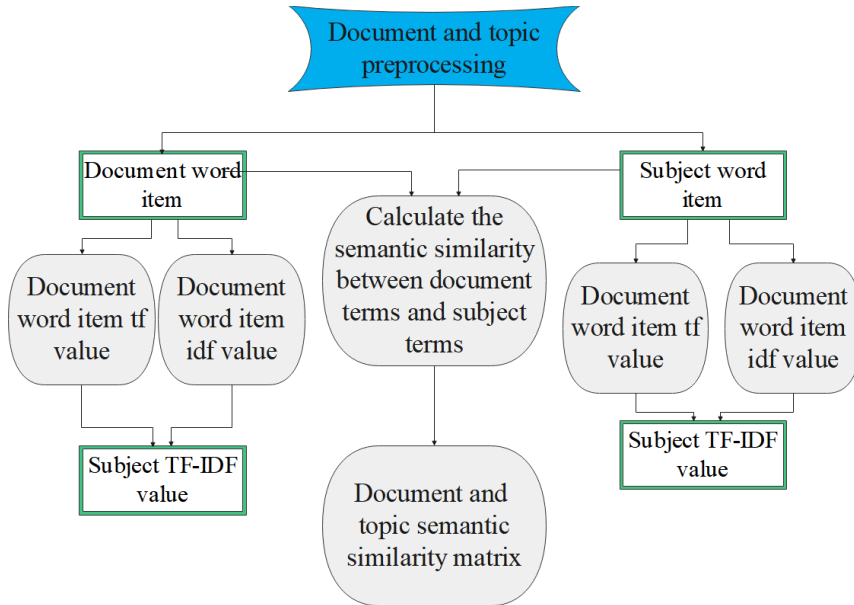 Document and topic
preprocessing
Document word
item
Subject word
item
Calculate the
semantic similarity
between document
terms and subject
terms
Document
word item tf
value
Document
word item
idf value
Document
word item tf
value
Document
word item
idf value
Subject TF-IDF
value
Subject TF-IDF
value
Document and
topic semantic
similarity matrix